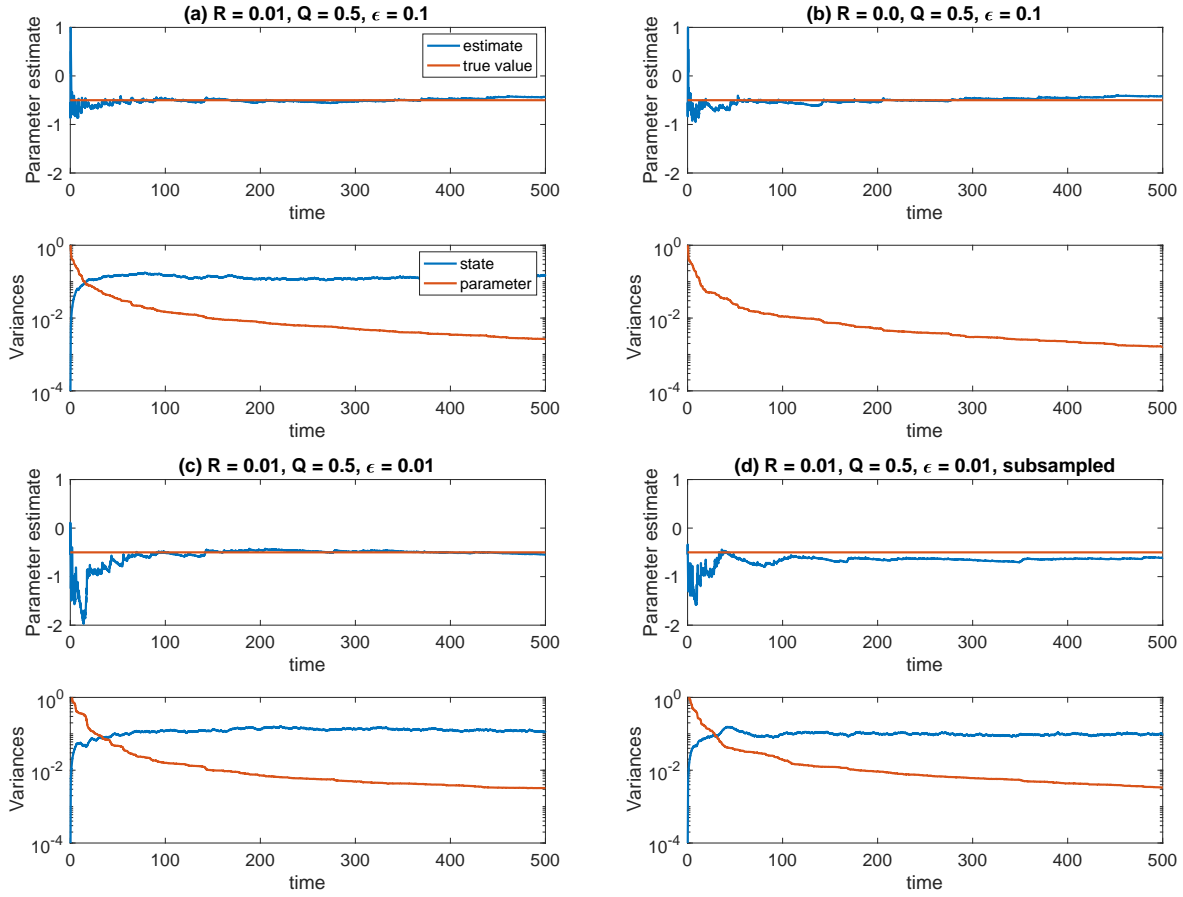 (a) R = 0.01, Q = 0.5, ϵ = 0.1
Parameter estimate
1
0
-1
-2
estimate
true value
0 100 200 300 400 500
time
Variances
10^0
10^-2
10^-4
state
parameter
0 100 200 300 400 500
time
(b) R = 0.0, Q = 0.5, ϵ = 0.1
Parameter estimate
1
0
-1
-2
0 100 200 300 400 500
time
Variances
10^0
10^-2
10^-4
0 100 200 300 400 500
time
(c) R = 0.01, Q = 0.5, ϵ = 0.01
Parameter estimate
1
0
-1
-2
0 100 200 300 400 500
time
Variances
10^0
10^-2
10^-4
0 100 200 300 400 500
time
(d) R = 0.01, Q = 0.5, ϵ = 0.01, subsampled
Parameter estimate
1
0
-1
-2
0 100 200 300 400 500
time
Variances
10^0
10^-2
10^-4
0 100 200 300 400 500
time